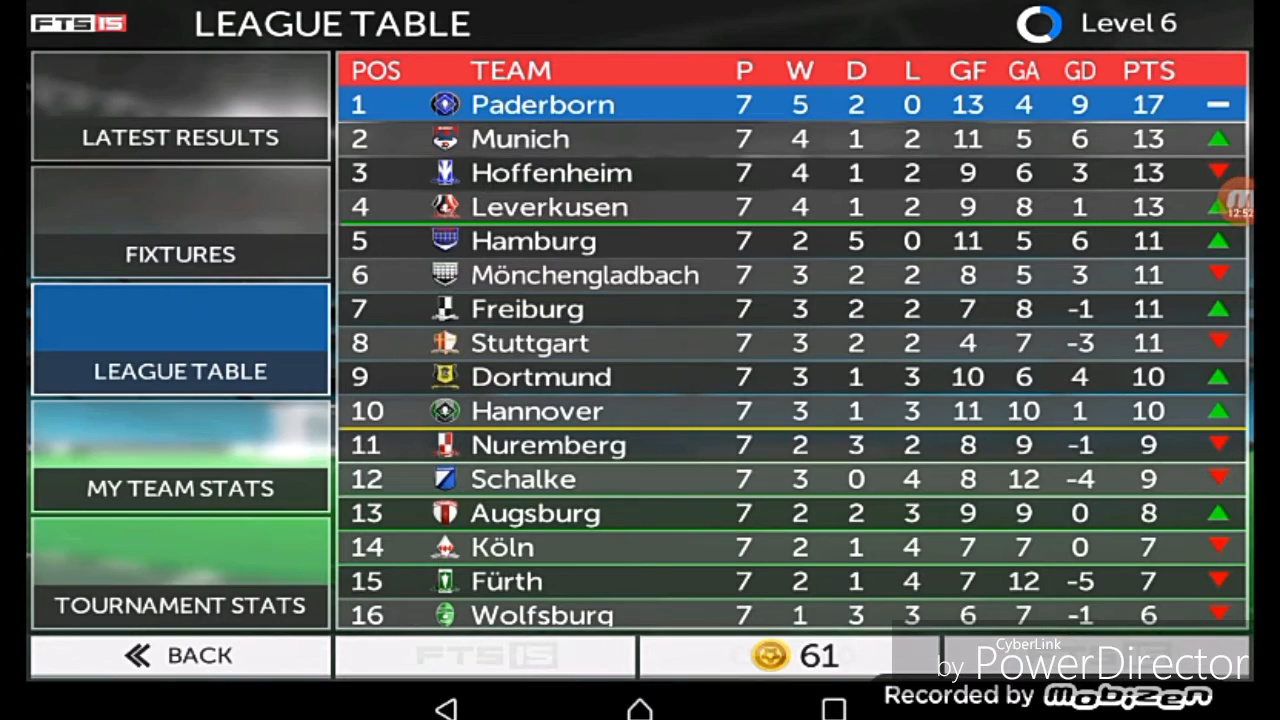 FTS 15 LEAGUE TABLE Level 6
LATEST RESULTS
FIXTURES
LEAGUE TABLE
MY TEAM STATS
TOURNAMENT STATS
POS TEAM P W D L GF GA GD PTS
1 Paderborn 7 5 2 0 13 4 9 17
2 Munich 7 4 1 2 11 5 6 13
3 Hoffenheim 7 4 1 2 9 6 3 13
4 Leverkusen 7 4 1 2 9 8 1 13
5 Hamburg 7 2 5 0 11 5 6 11
6 Mönchengladbach 7 3 2 2 8 5 3 11
7 Freiburg 7 3 2 2 7 8 -1 11
8 Stuttgart 7 3 2 2 4 7 -3 11
9 Dortmund 7 3 1 3 10 6 4 10
10 Hannover 7 3 1 3 11 10 1 10
11 Nuremberg 7 2 3 2 8 9 -1 9
12 Schalke 7 3 0 4 8 12 -4 9
13 Augsburg 7 2 2 3 9 9 0 8
14 Köln 7 2 1 4 7 7 0 7
15 Fürth 7 2 1 4 7 12 -5 7
16 Wolfsburg 7 1 3 3 6 7 -1 6
12:52
BACK FTS 15 61
CyberLink
by PowerDirector
Recorded by mobizen